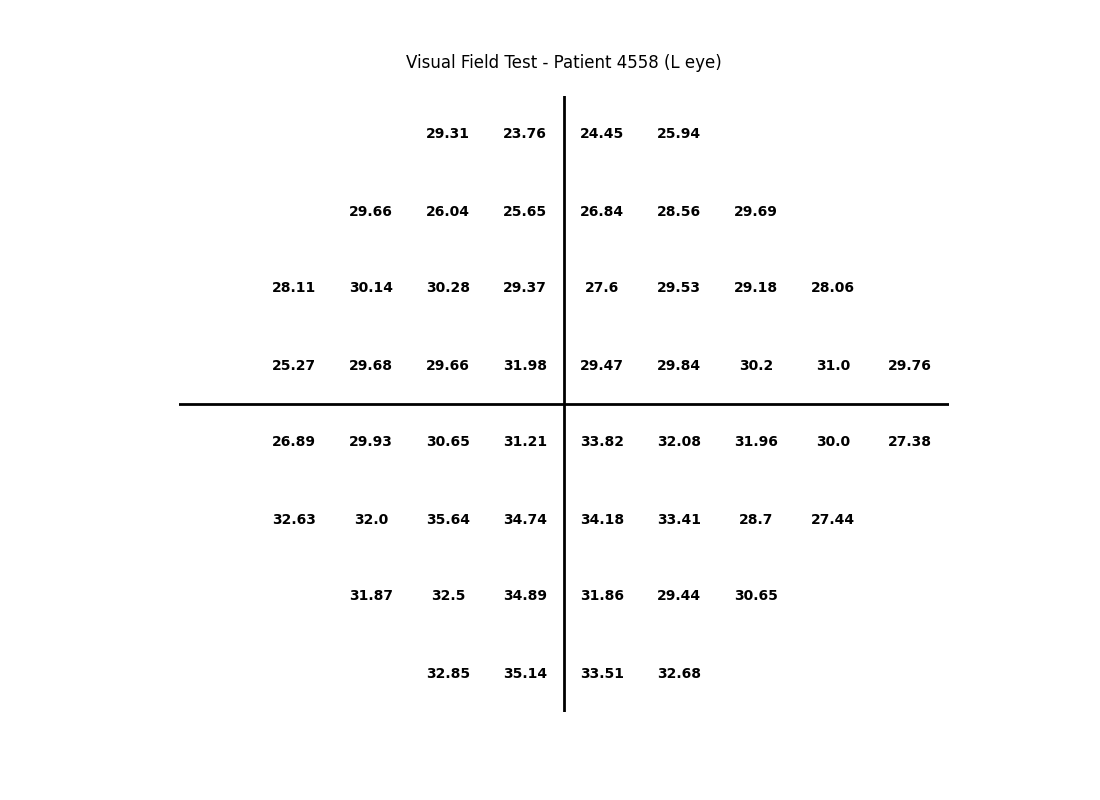 Visual Field Test - Patient 4558 (L eye)
29.31 23.76 24.45 25.94
29.66 26.04 25.65 26.84 28.56 29.69
28.11 30.14 30.28 29.37 27.6 29.53 29.18 28.06
25.27 29.68 29.66 31.98 29.47 29.84 30.2 31.0 29.76
26.89 29.93 30.65 31.21 33.82 32.08 31.96 30.0 27.38
32.63 32.0 35.64 34.74 34.18 33.41 28.7 27.44
31.87 32.5 34.89 31.86 29.44 30.65
32.85 35.14 33.51 32.68